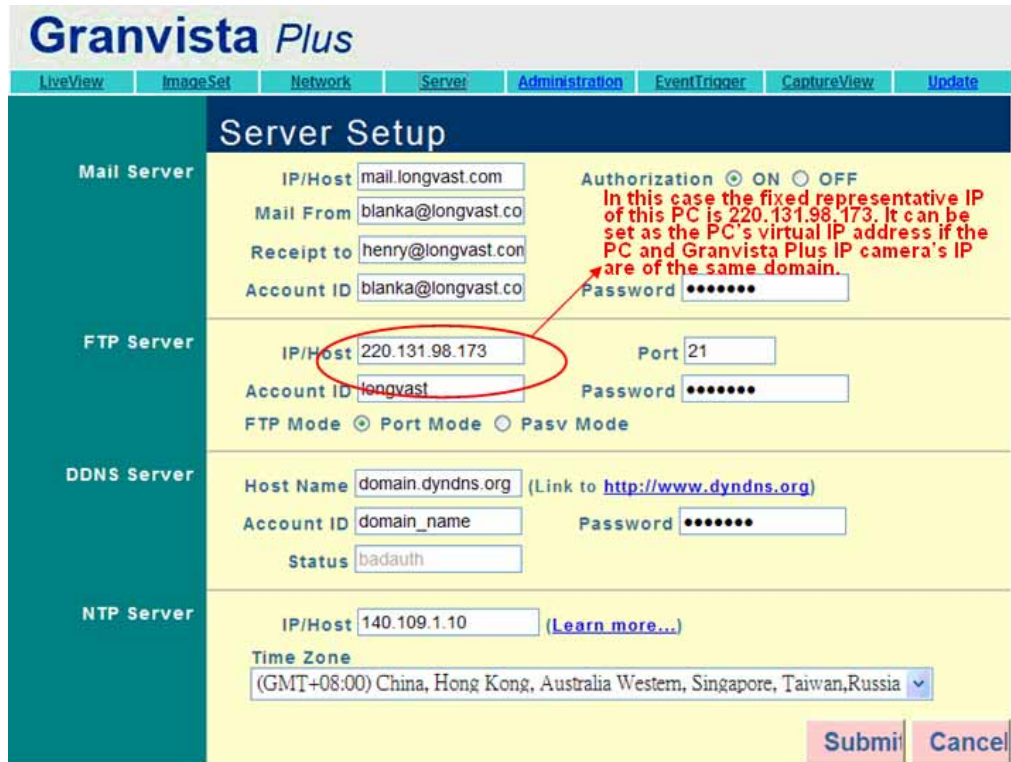 Granvista Plus
LiveView ImageSet Network Server Administration EventTrigger CaptureView Update
Server Setup
Mail Server
IP/Host mail.longvast.com Authorization ON OFF
Mail From blanka@longvast.co
Receipt to henry@longvast.com
Account ID blanka@longvast.co Password •••••••
In this case the fixed representative IP
of this PC is 220.131.98.173. It can be
set as the PC's virtual IP address if the
PC and Granvista Plus IP camera's IP
are of the same domain.
FTP Server
IP/Host 220.131.98.173 Port 21
Account ID longvast Password •••••••
FTP Mode Port Mode Pasv Mode
DDNS Server
Host Name domain.dyndns.org (Link to http://www.dyndns.org)
Account ID domain_name Password •••••••
Status badauth
NTP Server
IP/Host 140.109.1.10 (Learn more...)
Time Zone
(GMT+08:00) China, Hong Kong, Australia Western, Singapore, Taiwan,Russia
Submit Cancel